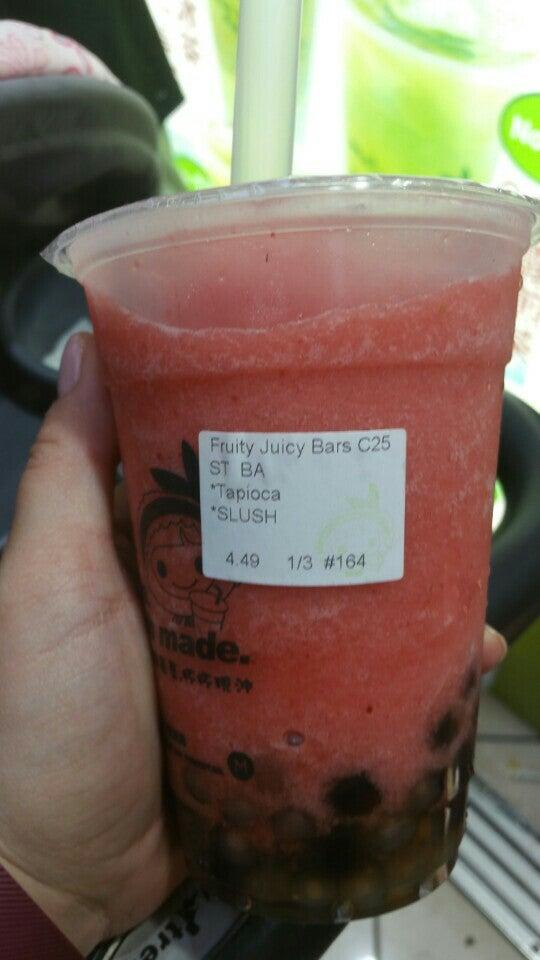 Fruity Juicy Bars C25
ST BA
*Tapioca
*SLUSH
4.49 1/3 #164
made.
M